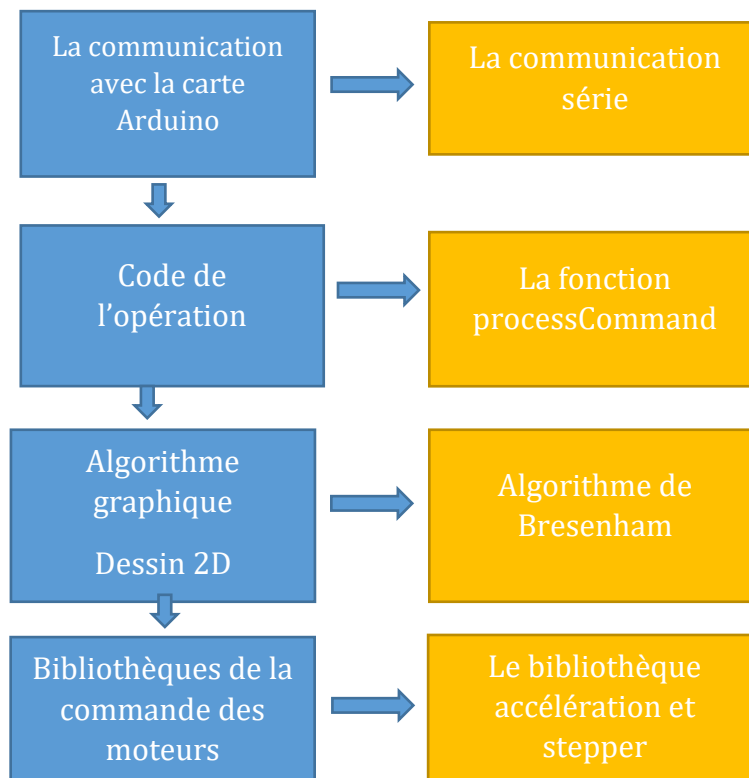 La communication
avec la carte
Arduino
La communication
série
Code de
l’opération
La fonction
processCommand
Algorithme
graphique
Dessin 2D
Algorithme de
Bresenham
Bibliothèques de la
commande des
moteurs
Le bibliothèque
accélération et
stepper